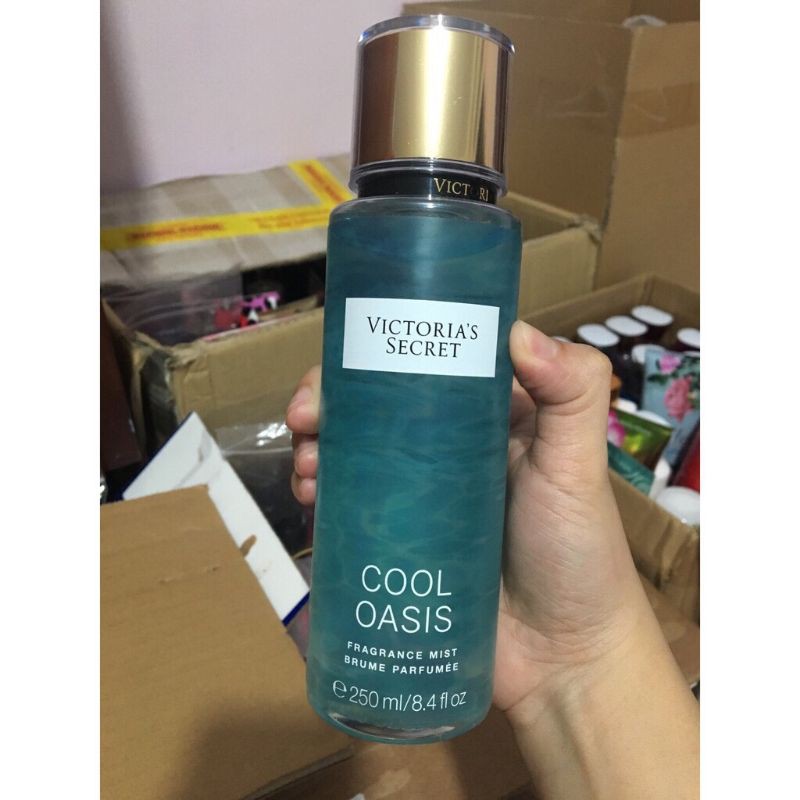 VICTORI
VICTORIA'S
SECRET
COOL
OASIS
FRAGRANCE MIST
BRUME PARFUMÉE
℮ 250 ml/8.4 fl oz